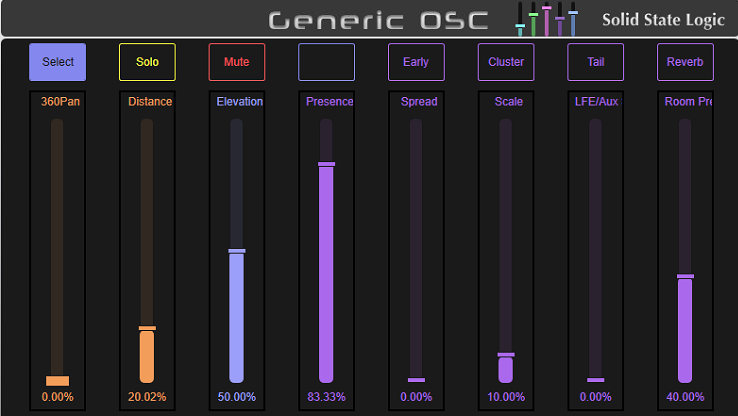 Generic OSC
Solid State Logic
Select Solo Mute Early Cluster Tail Reverb
360Pan Distance Elevation Presence Spread Scale LFE/Aux Room Pre
0.00% 20.02% 50.00% 83.33% 0.00% 10.00% 0.00% 40.00%